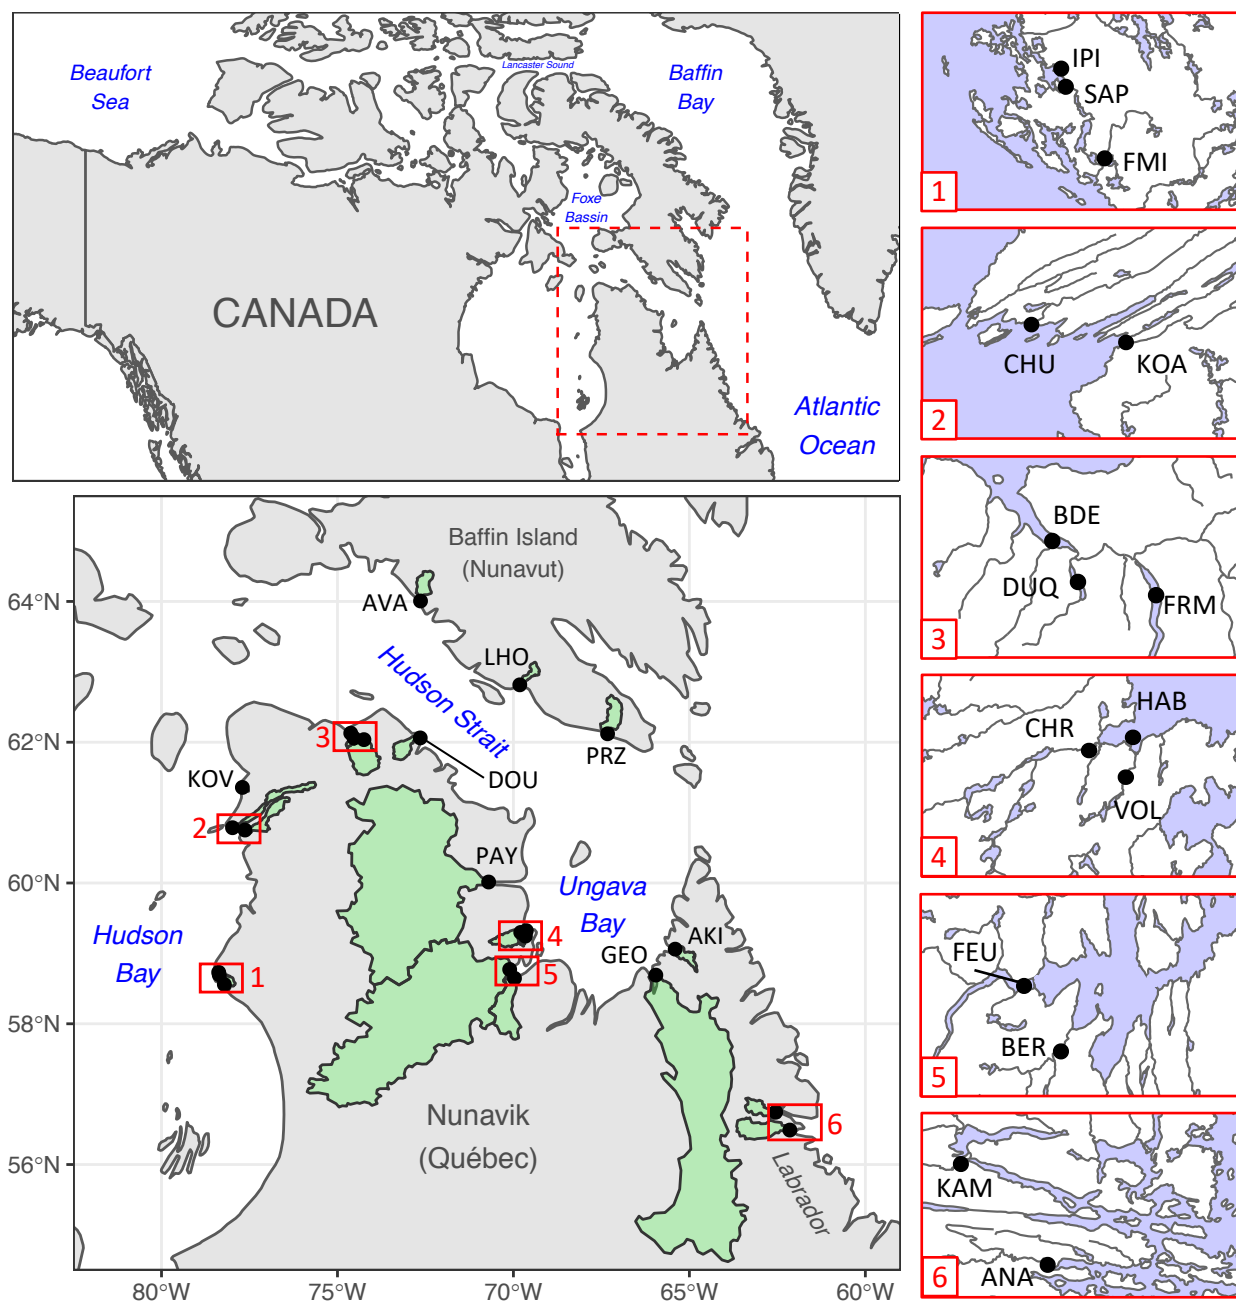 Beaufort
Sea
Lancaster Sound
Baffin
Bay
Foxe
Bassin
CANADA
Atlantic
Ocean
Baffin Island
(Nunavut)
64°N
AVA
LHO
Hudson Strait
62°N
3
PRZ
KOV
DOU
2
PAY
60°N
Ungava
Bay
Hudson
Bay
4
AKI
GEO
1
5
58°N
Nunavik
(Québec)
6
56°N
Labrador
80°W
75°W
70°W
65°W
60°W
IPI
SAP
FMI
1
CHU
KOA
2
BDE
DUQ
FRM
3
HAB
CHR
VOL
4
FEU
BER
5
KAM
ANA
6